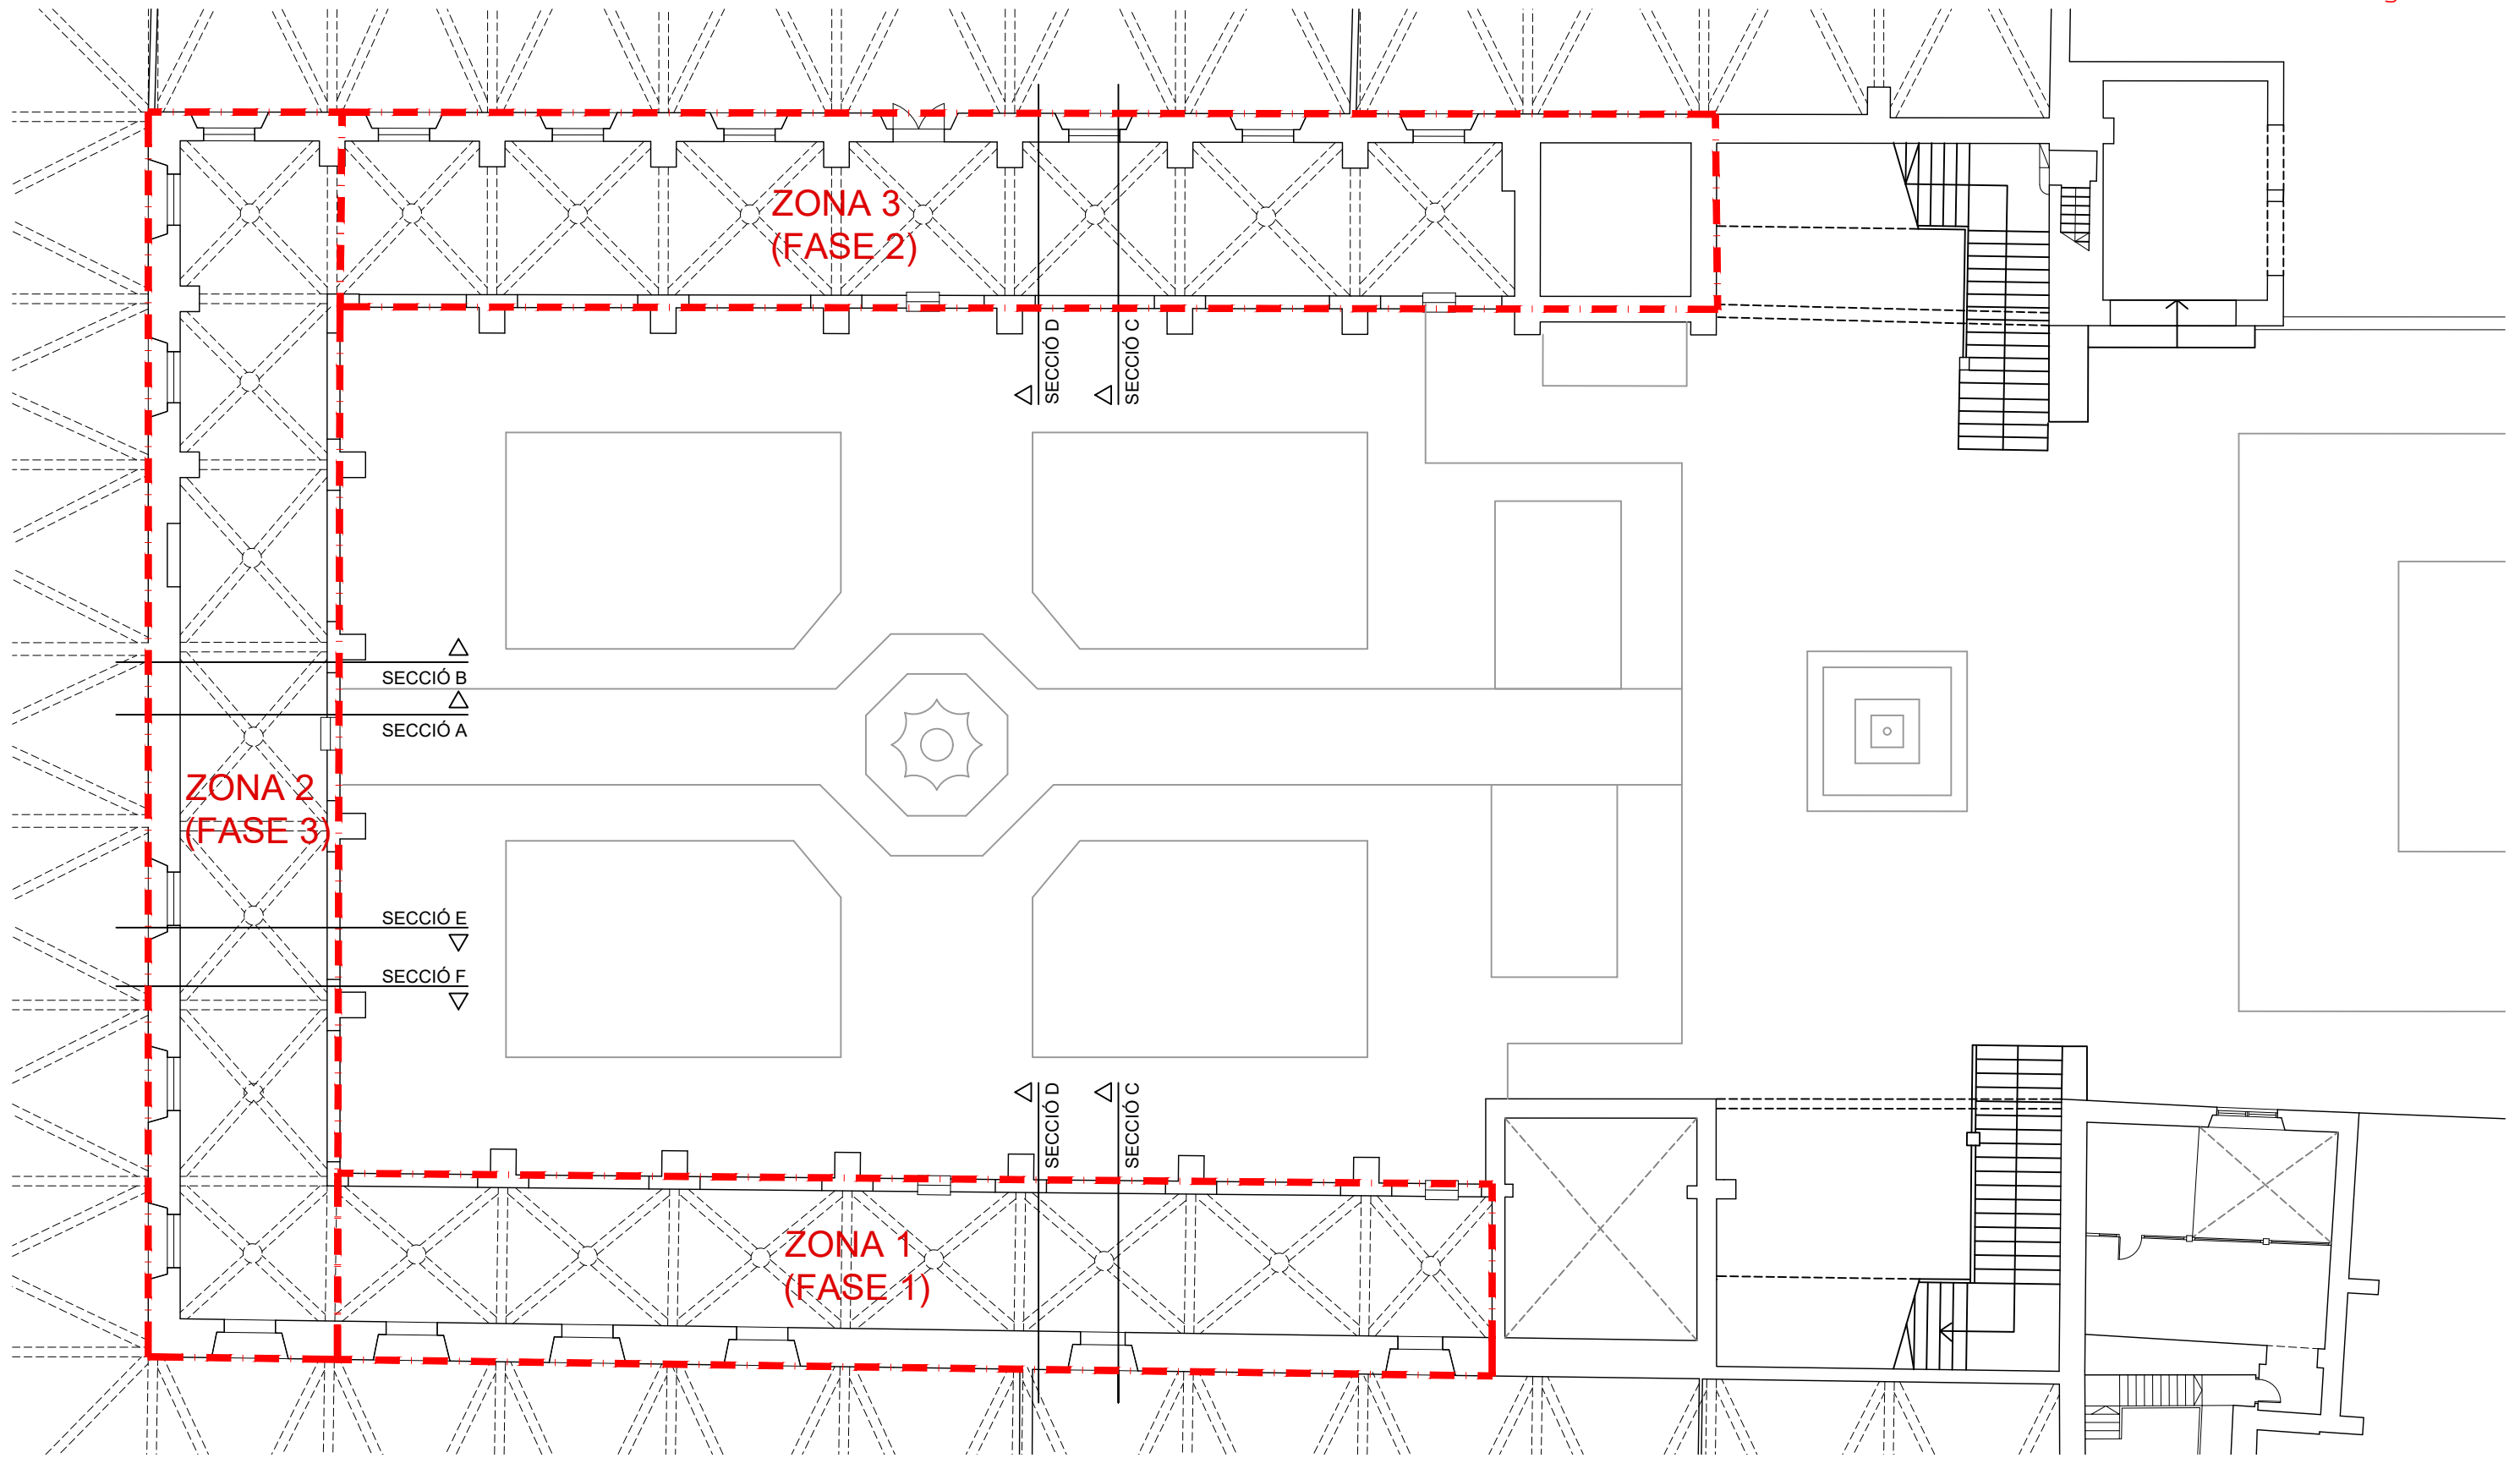 ZONA 3
(FASE 2)
SECCIÓ D
SECCIÓ C
SECCIÓ B
SECCIÓ A
ZONA 2
(FASE 3)
SECCIÓ E
SECCIÓ F
SECCIÓ D
SECCIÓ C
ZONA 1
(FASE 1)